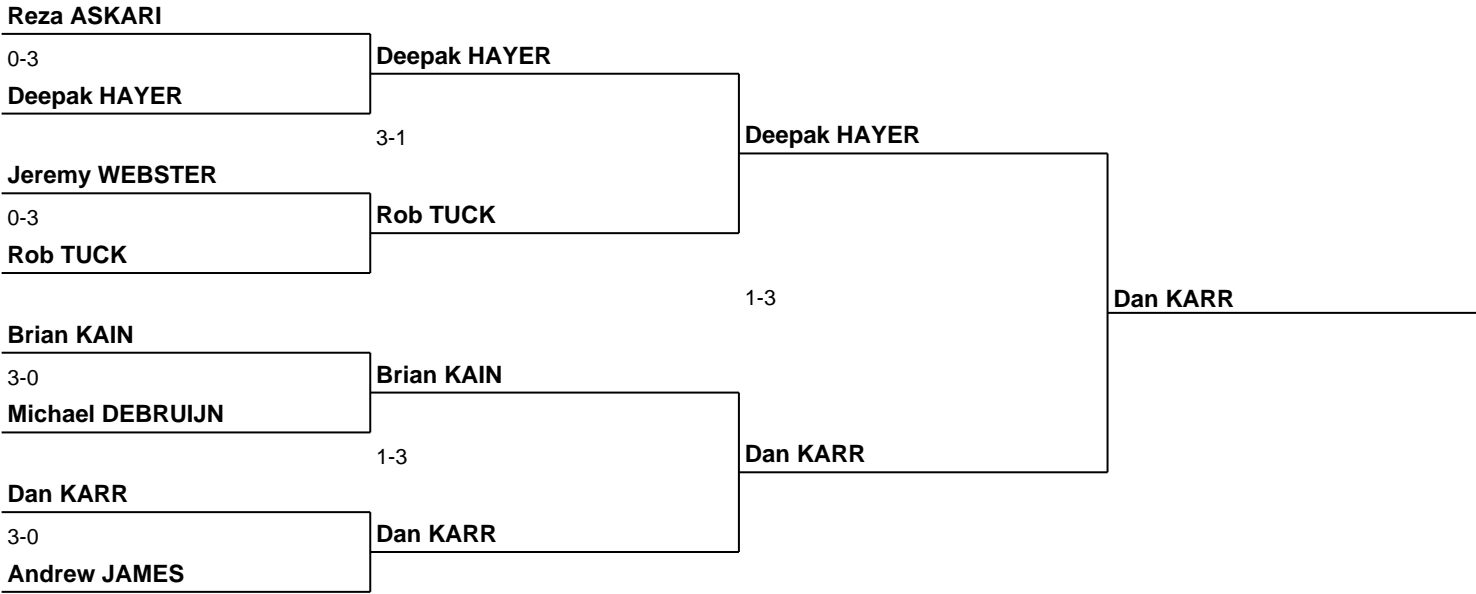 Reza ASKARI
0-3
Deepak HAYER
Deepak HAYER
3-1
Deepak HAYER
Jeremy WEBSTER
0-3
Rob TUCK
Rob TUCK
1-3
Dan KARR
Brian KAIN
3-0
Brian KAIN
Michael DEBRUIJN
1-3
Dan KARR
Dan KARR
3-0
Dan KARR
Andrew JAMES